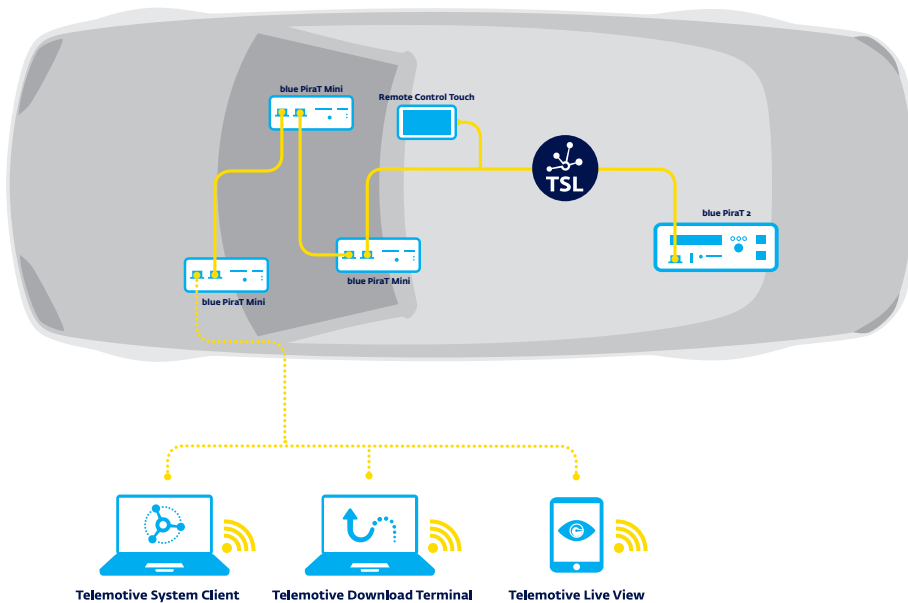 blue PiraT Mini
Remote Control Touch
TSL
blue PiraT 2
blue PiraT Mini
blue PiraT Mini
Telemotive System Client
Telemotive Download Terminal
Telemotive Live View